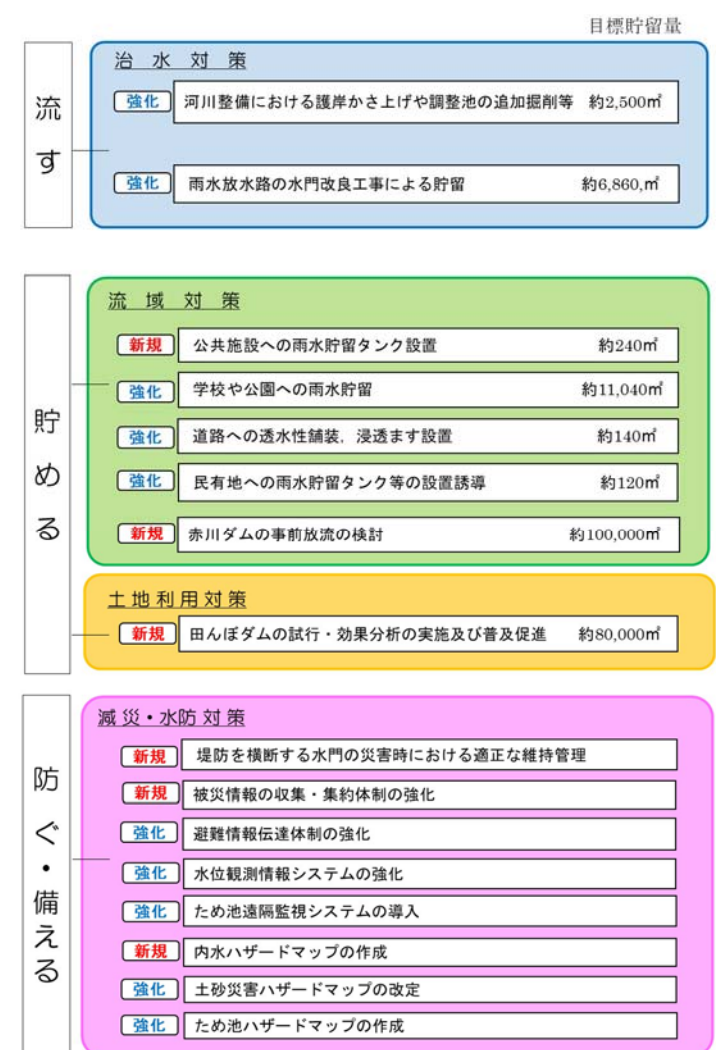 目標貯留量
流す
治水対策
強化 河川整備における護岸かさ上げや調整池の追加掘削等 約2,500㎥
強化 雨水放水路の水門改良工事による貯留 約6,860,㎥
貯める
流域対策
新規 公共施設への雨水貯留タンク設置 約240㎥
強化 学校や公園への雨水貯留 約11,040㎥
強化 道路への透水性舗装，浸透ます設置 約140㎥
強化 民有地への雨水貯留タンク等の設置誘導 約120㎥
新規 赤川ダムの事前放流の検討 約100,000㎥
土地利用対策
新規 田んぼダムの試行・効果分析の実施及び普及促進 約80,000㎥
防ぐ・備える
減災・水防対策
新規 堤防を横断する水門の災害時における適正な維持管理
新規 被災情報の収集・集約体制の強化
強化 避難情報伝達体制の強化
強化 水位観測情報システムの強化
強化 ため池遠隔監視システムの導入
新規 内水ハザードマップの作成
強化 土砂災害ハザードマップの改定
強化 ため池ハザードマップの作成